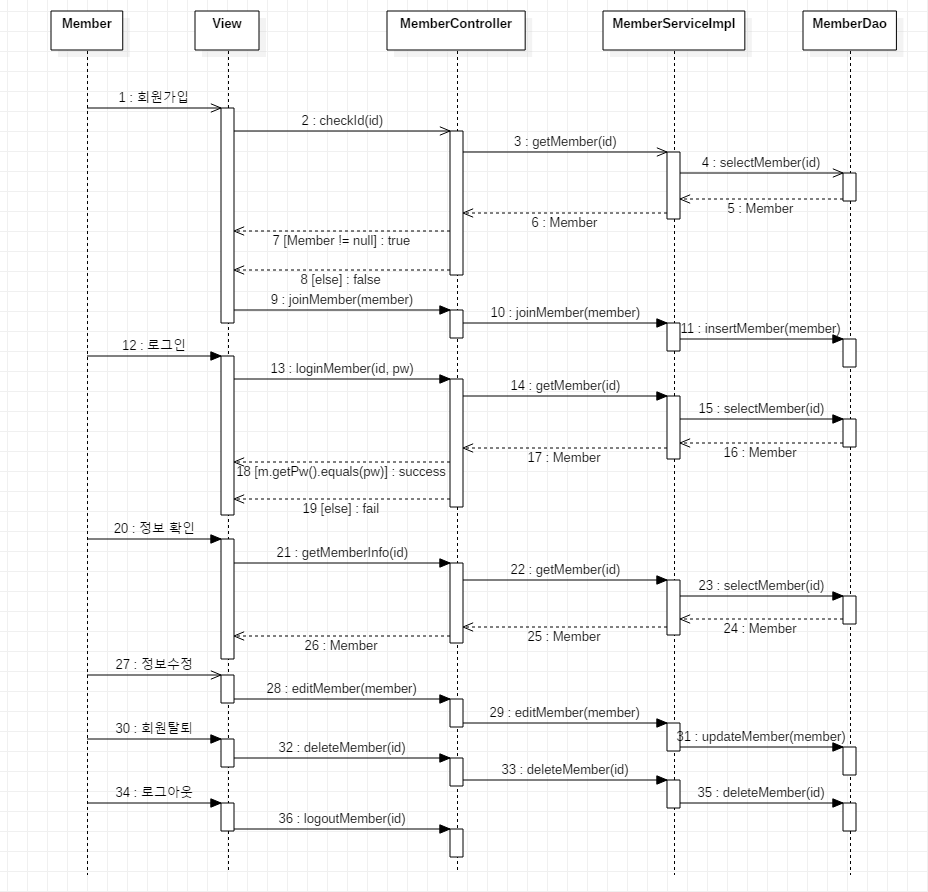 Member
View
MemberController
MemberServiceImpl
MemberDao
1 : 회원가입
2 : checkId(id)
3 : getMember(id)
4 : selectMember(id)
5 : Member
6 : Member
7 [Member != null] : true
8 [else] : false
9 : joinMember(member)
10 : joinMember(member)
11 : insertMember(member)
12 : 로그인
13 : loginMember(id, pw)
14 : getMember(id)
15 : selectMember(id)
16 : Member
17 : Member
18 [m.getPw().equals(pw)] : success
19 [else] : fail
20 : 정보 확인
21 : getMemberInfo(id)
22 : getMember(id)
23 : selectMember(id)
24 : Member
25 : Member
26 : Member
27 : 정보수정
28 : editMember(member)
29 : editMember(member)
30 : 회원탈퇴
31 : updateMember(member)
32 : deleteMember(id)
33 : deleteMember(id)
34 : 로그아웃
35 : deleteMember(id)
36 : logoutMember(id)